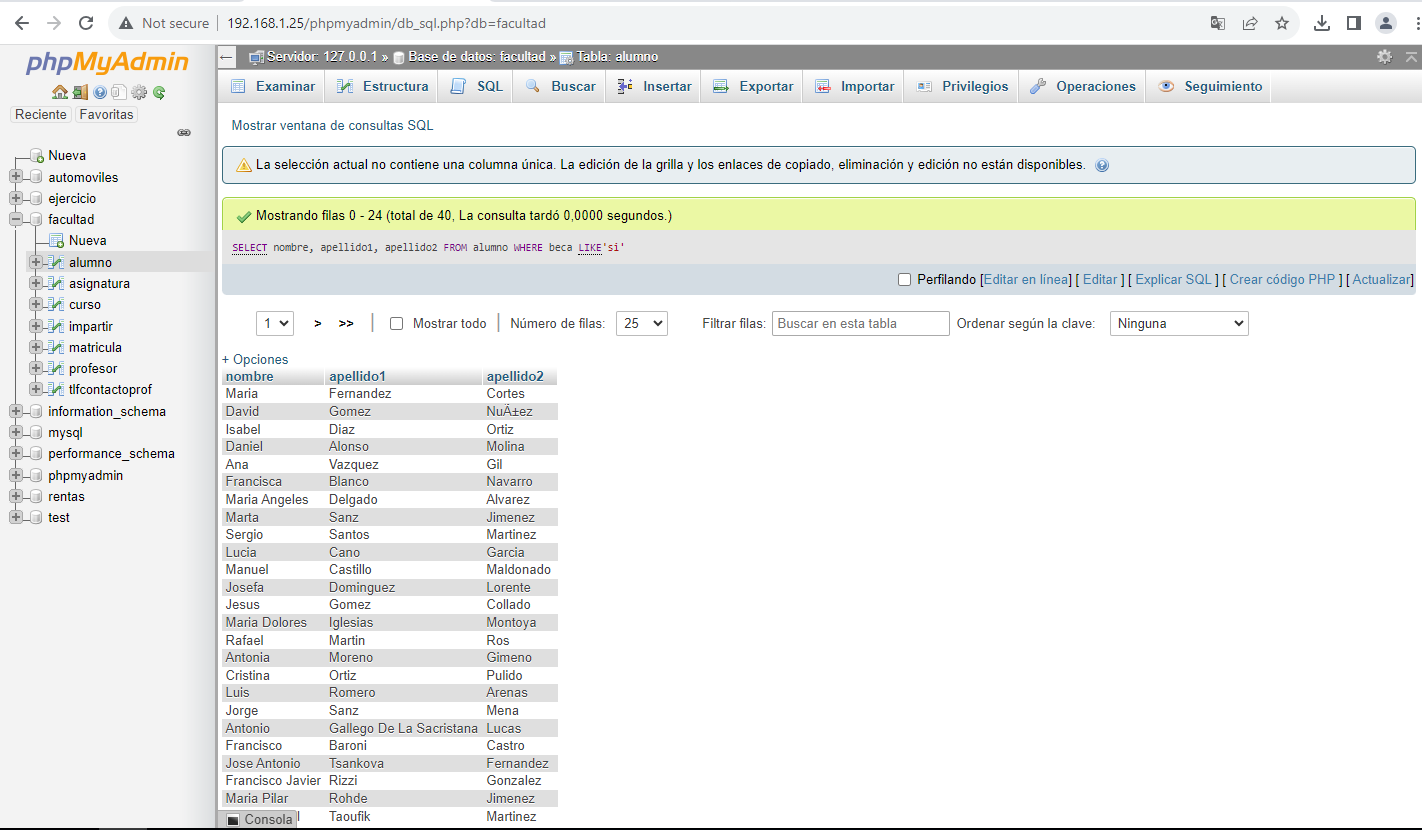 Not secure 192.168.1.25/phpmyadmin/db_sql.php?db=facultad
phpMyAdmin
Reciente Favoritas
Nueva
automoviles
ejercicio
facultad
Nueva
alumno
asignatura
curso
impartir
matricula
profesor
tlfcontactoprof
information_schema
mysql
performance_schema
phpmyadmin
rentas
test
Servidor: 127.0.0.1 » Base de datos: facultad » Tabla: alumno
Examinar Estructura SQL Buscar Insertar Exportar Importar Privilegios Operaciones Seguimiento
Mostrar ventana de consultas SQL
La selección actual no contiene una columna única. La edición de la grilla y los enlaces de copiado, eliminación y edición no están disponibles.
Mostrando filas 0 - 24 (total de 40, La consulta tardó 0,0000 segundos.)
SELECT nombre, apellido1, apellido2 FROM alumno WHERE beca LIKE'si'
Perfilando [Editar en línea] [ Editar ] [ Explicar SQL ] [ Crear código PHP ] [ Actualizar]
1 > >> | Mostrar todo | Número de filas: 25 Filtrar filas: Buscar en esta tabla Ordenar según la clave: Ninguna
+ Opciones
nombre apellido1 apellido2
Maria Fernandez Cortes
David Gomez NuÃ±ez
Isabel Diaz Ortiz
Daniel Alonso Molina
Ana Vazquez Gil
Francisca Blanco Navarro
Maria Angeles Delgado Alvarez
Marta Sanz Jimenez
Sergio Santos Martinez
Lucia Cano Garcia
Manuel Castillo Maldonado
Josefa Dominguez Lorente
Jesus Gomez Collado
Maria Dolores Iglesias Montoya
Rafael Martin Ros
Antonia Moreno Gimeno
Cristina Ortiz Pulido
Luis Romero Arenas
Jorge Sanz Mena
Antonio Gallego De La Sacristana Lucas
Francisco Baroni Castro
Jose Antonio Tsankova Fernandez
Francisco Javier Rizzi Gonzalez
Maria Pilar Rohde Jimenez
Taoufik Martinez
Consola